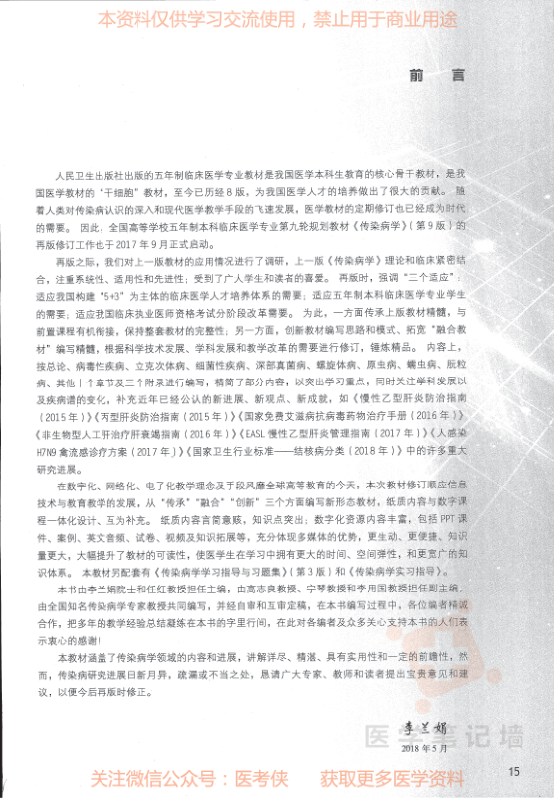 本资料仅供学习交流使用，禁止用于商业用途
前 言
人民卫生出版社出版的五年制临床医学专业教材是我国医学本科生教育的核心骨干教材，是我
国医学教材的“干细胞”教材，至今已历经8版，为我国医学人才的培养做出了很大的贡献。随
着人类对传染病认识的深入和现代医学教学手段的飞速发展，医学教材的定期修订也已经成为时代
的需要。因此，全国高等学校五年制本科临床医学专业第九轮规划教材《传染病学》（第9版）的
再版修订工作也于2017年9月正式启动。
再版之际，我们对上一版教材的应用情况进行了调研，上一版《传染病学》理论和临床紧密结
合，注重系统性、适用性和先进性；受到了广大学生和读者的喜爱。再版时，强调“三个适应”：
适应我国构建“5+3”为主体的临床医学人才培养体系的需要；适应五年制本科临床医学专业学生
的需要；适应我国临床执业医师资格考试分阶段改革需要。为此，一方面传承上版教材精髓，与
前置课程有机衔接，保持整套教材的完整性；另一方面，创新教材编写思路和模式、拓宽“融合教
材”编写精髓，根据科学技术发展、学科发展和教学改革的需要进行修订，锤炼精品。内容上，
按总论、病毒性疾病、立克次体病、细菌性疾病、深部真菌病、螺旋体病、原虫病、蠕虫病、朊粒
病、其他十个章节及三个附录进行编写，精简了部分内容，以突出学习重点，同时关注学科发展以
及疾病谱的变化，补充近年已经公认的新进展、新观点、新成就，如《慢性乙型肝炎防治指南
（2015年）》《丙型肝炎防治指南（2015年）》《国家免费艾滋病抗病毒药物治疗手册（2016年）》
《非生物型人工肝治疗肝衰竭指南（2016年）》《EASL慢性乙型肝炎管理指南（2017年）》《人感染
H7N9禽流感诊疗方案（2017年）》《国家卫生行业标准——结核病分类（2018年）》中的许多重大
研究进展。
在数字化、网络化、电子化教学理念及手段风靡全球高等教育的今天，本次教材修订顺应信息
技术与教育教学的发展，从“传承”“融合”“创新”三个方面编写新形态教材，纸质内容与数字课
程一体化设计、互为补充。纸质内容言简意赅，知识点突出；数字化资源内容丰富，包括PPT课
件、案例、英文音频、试卷、视频及知识拓展等，充分体现多媒体的优势，更生动、更便捷、知识
量更大，大幅提升了教材的可读性，使医学生在学习中拥有更大的时间、空间弹性，和更宽广的知
识体系。本教材另配套有《传染病学学习指导与习题集》（第3版）和《传染病学实习指导》。
本书由李兰娟院士和任红教授担任主编，由高志良教授、宁琴教授和李用国教授担任副主编，
由全国知名传染病学专家教授共同编写，并经自审和互审定稿，在本书编写过程中，各位编者精诚
合作，把多年的教学经验总结凝练在本书的字里行间，在此对各编者及众多关心支持本书的人们表
示衷心的感谢！
本教材涵盖了传染病学领域的内容和进展，讲解详尽、精湛、具有实用性和一定的前瞻性，然
而，传染病研究进展日新月异，疏漏或不当之处，恳请广大专家、教师和读者提出宝贵意见和建
议，以便今后再版时修正。
李兰娟
医学笔记墙
2018年5月
15
关注微信公众号：医考侠 获取更多医学资料